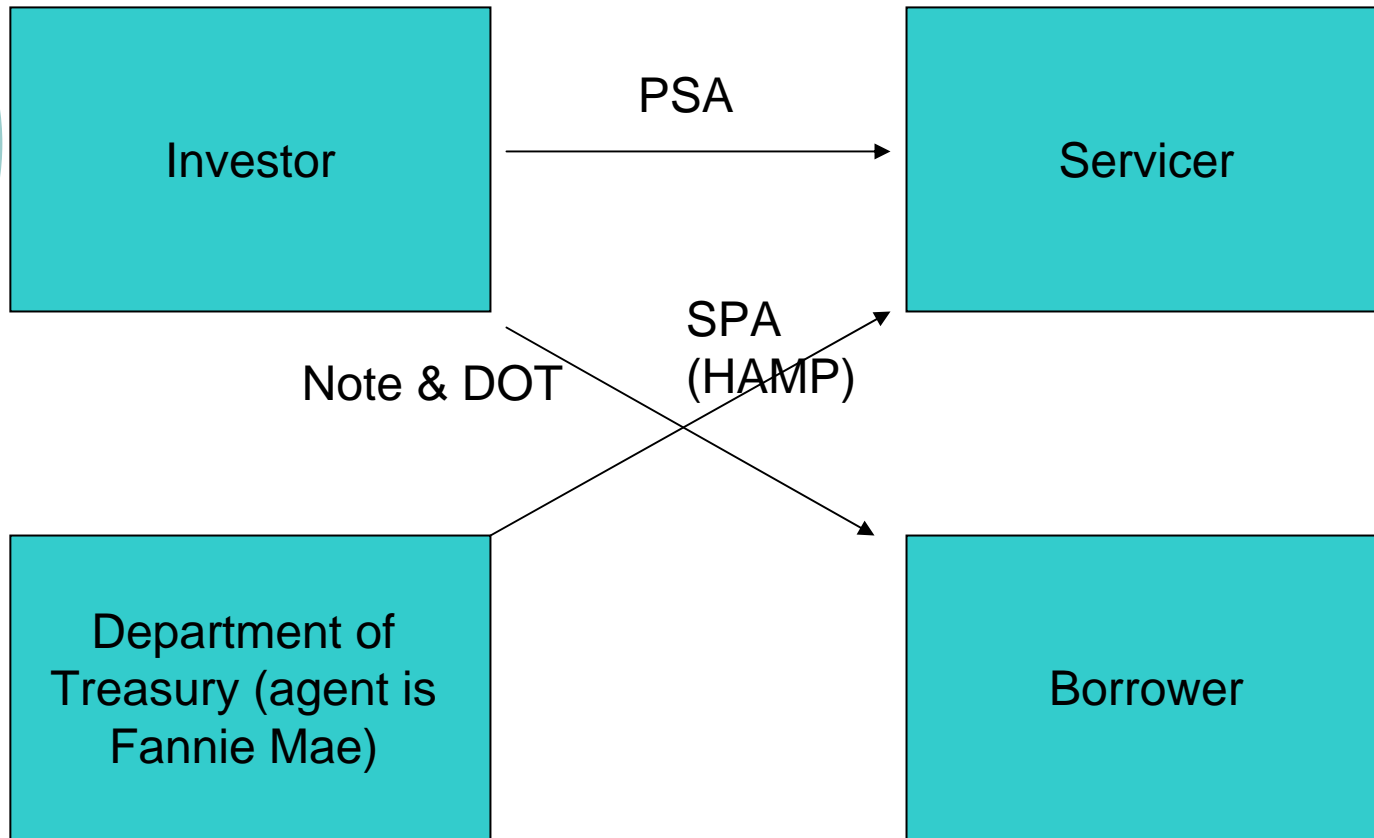 Investor
PSA
Servicer
Note & DOT
SPA
(HAMP)
Department of
Treasury (agent is
Fannie Mae)
Borrower